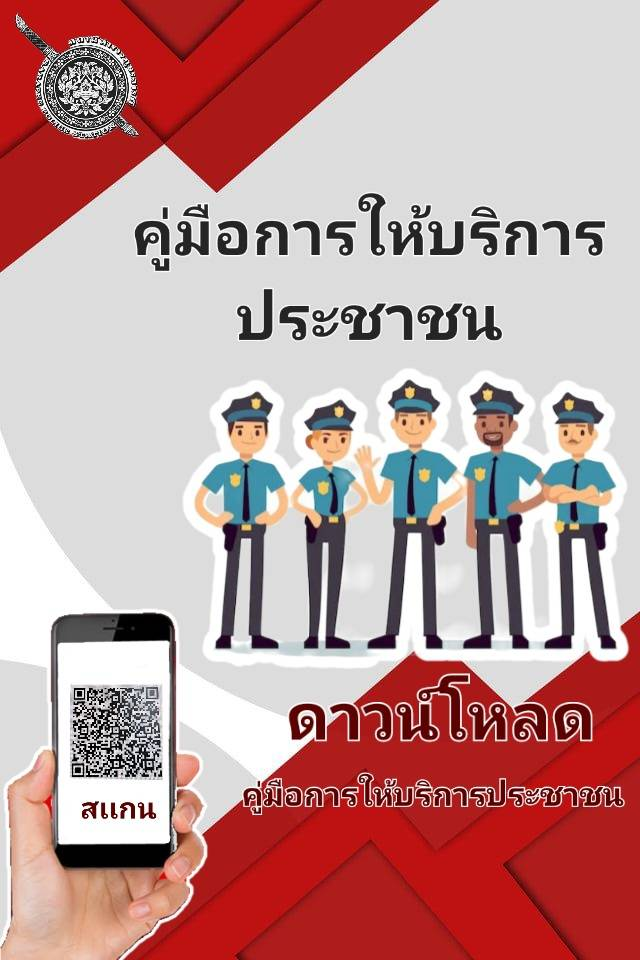 คู่มือการให้บริการ
ประชาชน
ดาวน์โหลด
คู่มือการให้บริการประชาชน
สแกน